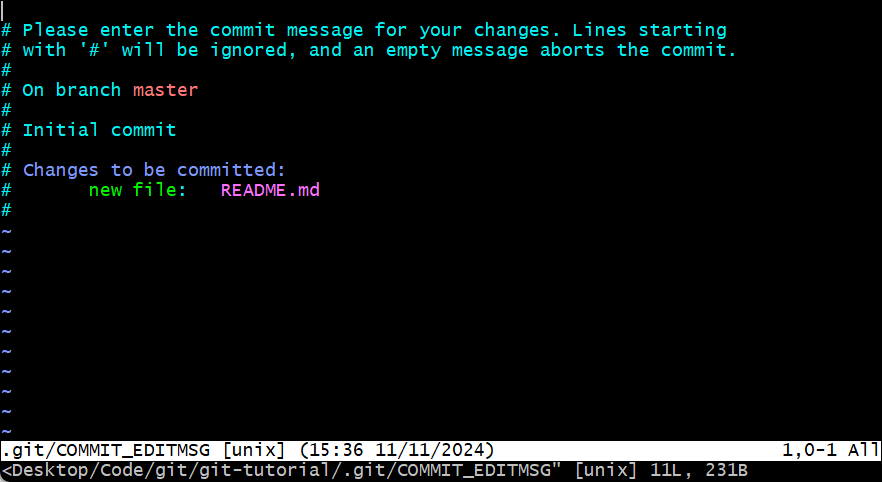 # Please enter the commit message for your changes. Lines starting
# with '#' will be ignored, and an empty message aborts the commit.
#
# On branch master
#
# Initial commit
#
# Changes to be committed:
#       new file:   README.md
#
~
~
~
~
~
~
~
~
~
~
~
.git/COMMIT_EDITMSG [unix] (15:36 11/11/2024) 1,0-1 All
<Desktop/Code/git/git-tutorial/.git/COMMIT_EDITMSG" [unix] 11L, 231B